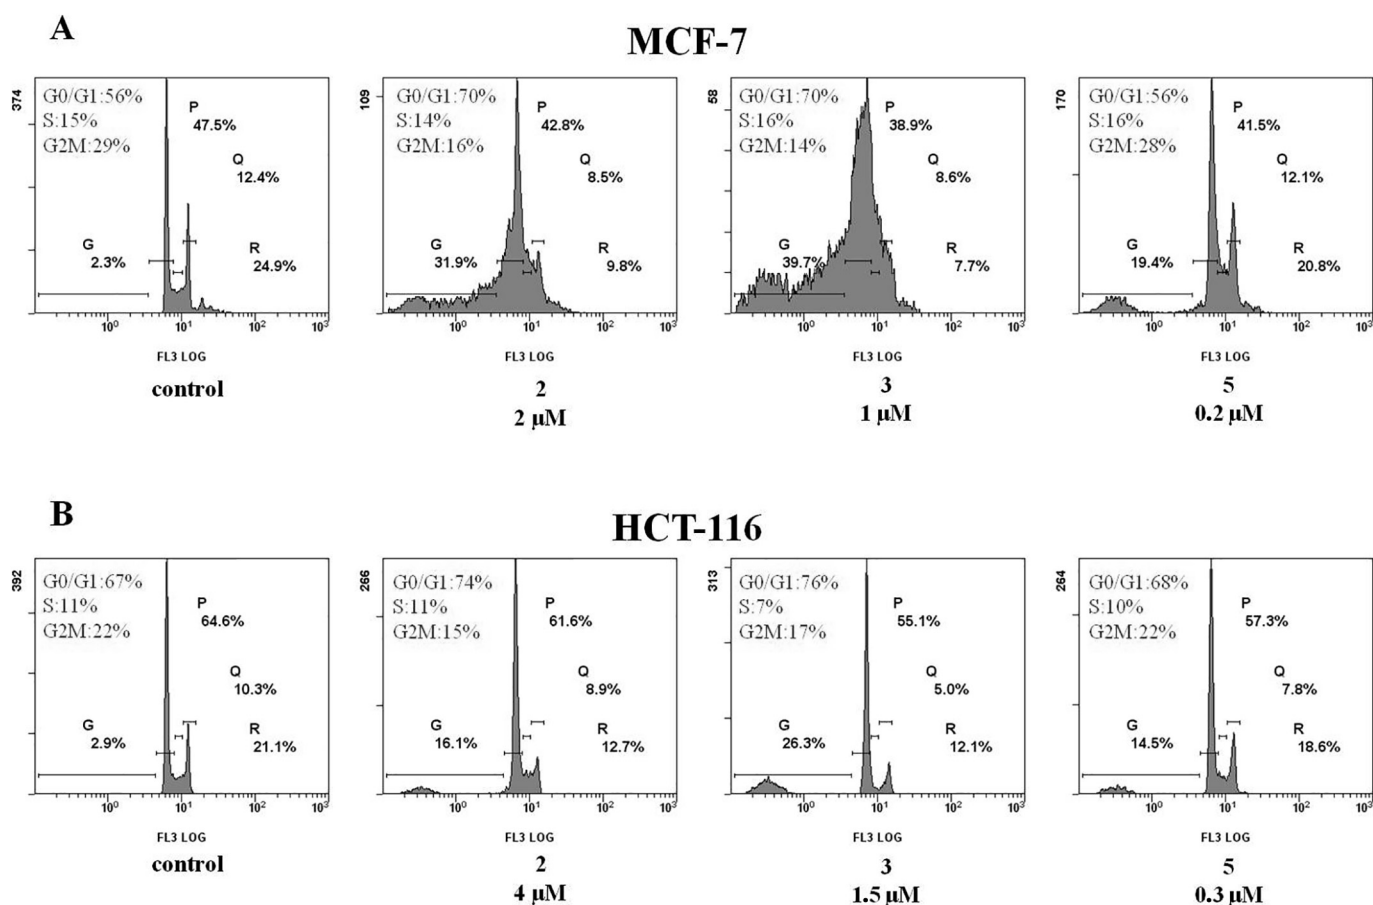 A
MCF-7
374
G0/G1:56%
S:15%
G2M:29%
P
47.5%
Q
12.4%
G
2.3%
R
24.9%
10⁰ 10¹ 10² 10³
FL3 LOG
control
109
G0/G1:70%
S:14%
G2M:16%
P
42.8%
Q
8.5%
G
31.9%
R
9.8%
10⁰ 10¹ 10² 10³
FL3 LOG
2
2 µM
58
G0/G1:70%
S:16%
G2M:14%
P
38.9%
Q
8.6%
G
39.7%
R
7.7%
10⁰ 10¹ 10² 10³
FL3 LOG
3
1 µM
170
G0/G1:56%
S:16%
G2M:28%
P
41.5%
Q
12.1%
G
19.4%
R
20.8%
10⁰ 10¹ 10² 10³
FL3 LOG
5
0.2 µM
B
HCT-116
392
G0/G1:67%
S:11%
G2M:22%
P
64.6%
Q
10.3%
G
2.9%
R
21.1%
10⁰ 10¹ 10² 10³
FL3 LOG
control
266
G0/G1:74%
S:11%
G2M:15%
P
61.6%
Q
8.9%
G
16.1%
R
12.7%
10⁰ 10¹ 10² 10³
FL3 LOG
2
4 µM
313
G0/G1:76%
S:7%
G2M:17%
P
55.1%
Q
5.0%
G
26.3%
R
12.1%
10⁰ 10¹ 10² 10³
FL3 LOG
3
1.5 µM
264
G0/G1:68%
S:10%
G2M:22%
P
57.3%
Q
7.8%
G
14.5%
R
18.6%
10⁰ 10¹ 10² 10³
FL3 LOG
5
0.3 µM